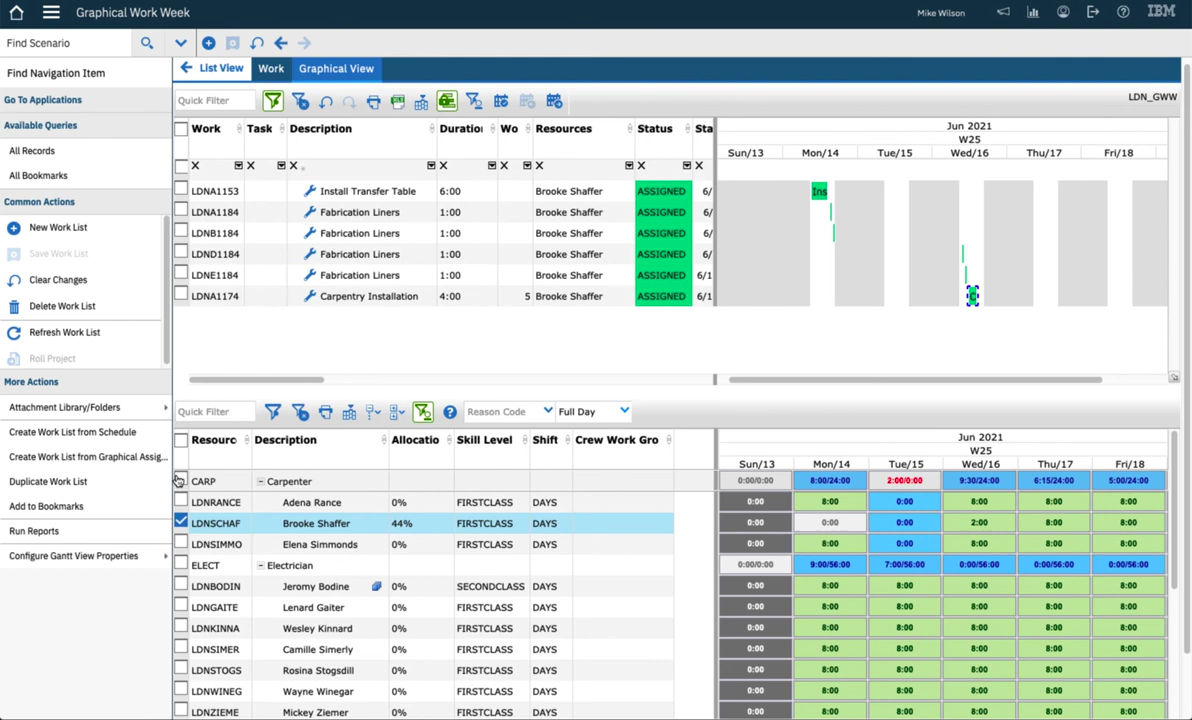 Graphical Work Week Mike Wilson IBM
Find Scenario
Find Navigation Item
Go To Applications
Available Queries
All Records
All Bookmarks
Common Actions
New Work List
Save Work List
Clear Changes
Delete Work List
Refresh Work List
Roll Project
More Actions
Attachment Library/Folders
Create Work List from Schedule
Create Work List from Graphical Assig...
Duplicate Work List
Add to Bookmarks
Run Reports
Configure Gantt View Properties
List View Work Graphical View
Quick Filter XLS LDN_GWW
Work Task Description Duration Wo Resources Status Sta
X X X X X X X
LDNA1153 Install Transfer Table 6:00 Brooke Shaffer ASSIGNED 6/
LDNA1184 Fabrication Liners 1:00 Brooke Shaffer ASSIGNED 6/
LDNB1184 Fabrication Liners 1:00 Brooke Shaffer ASSIGNED 6/
LDND1184 Fabrication Liners 1:00 Brooke Shaffer ASSIGNED 6/1
LDNE1184 Fabrication Liners 1:00 Brooke Shaffer ASSIGNED 6/1
LDNA1174 Carpentry Installation 4:00 5 Brooke Shaffer ASSIGNED 6/1
Jun 2021
W25
Sun/13 Mon/14 Tue/15 Wed/16 Thu/17 Fri/18
Ins
C
Quick Filter Reason Code Full Day
Resourc Description Allocatio Skill Level Shift Crew Work Gro
CARP Carpenter
LDNRANCE Adena Rance 0% FIRSTCLASS DAYS
LDNSCHAF Brooke Shaffer 44% FIRSTCLASS DAYS
LDNSIMMO Elena Simmonds 0% FIRSTCLASS DAYS
ELECT Electrician
LDNBODIN Jeromy Bodine 0% SECONDCLASS DAYS
LDNGAITE Lenard Gaiter 0% FIRSTCLASS DAYS
LDNKINNA Wesley Kinnard 0% FIRSTCLASS DAYS
LDNSIMER Camille Simerly 0% FIRSTCLASS DAYS
LDNSTOGS Rosina Stogsdill 0% FIRSTCLASS DAYS
LDNWINEG Wayne Winegar 0% FIRSTCLASS DAYS
LDNZIEME Mickey Ziemer 0% FIRSTCLASS DAYS
Jun 2021
W25
Sun/13 Mon/14 Tue/15 Wed/16 Thu/17 Fri/18
0:00/0:00 8:00/24:00 2:00/0:00 9:30/24:00 6:15/24:00 5:00/24:00
0:00 8:00 0:00 8:00 8:00 8:00
0:00 0:00 0:00 2:00 8:00 8:00
0:00 8:00 0:00 8:00 8:00 8:00
0:00/0:00 9:00/56:00 7:00/56:00 0:00/56:00 0:00/56:00 0:00/56:00
0:00 8:00 8:00 8:00 8:00 8:00
0:00 8:00 8:00 8:00 8:00 8:00
0:00 8:00 8:00 8:00 8:00 8:00
0:00 8:00 8:00 8:00 8:00 8:00
0:00 8:00 8:00 8:00 8:00 8:00
0:00 8:00 8:00 8:00 8:00 8:00
0:00 8:00 8:00 8:00 8:00 8:00